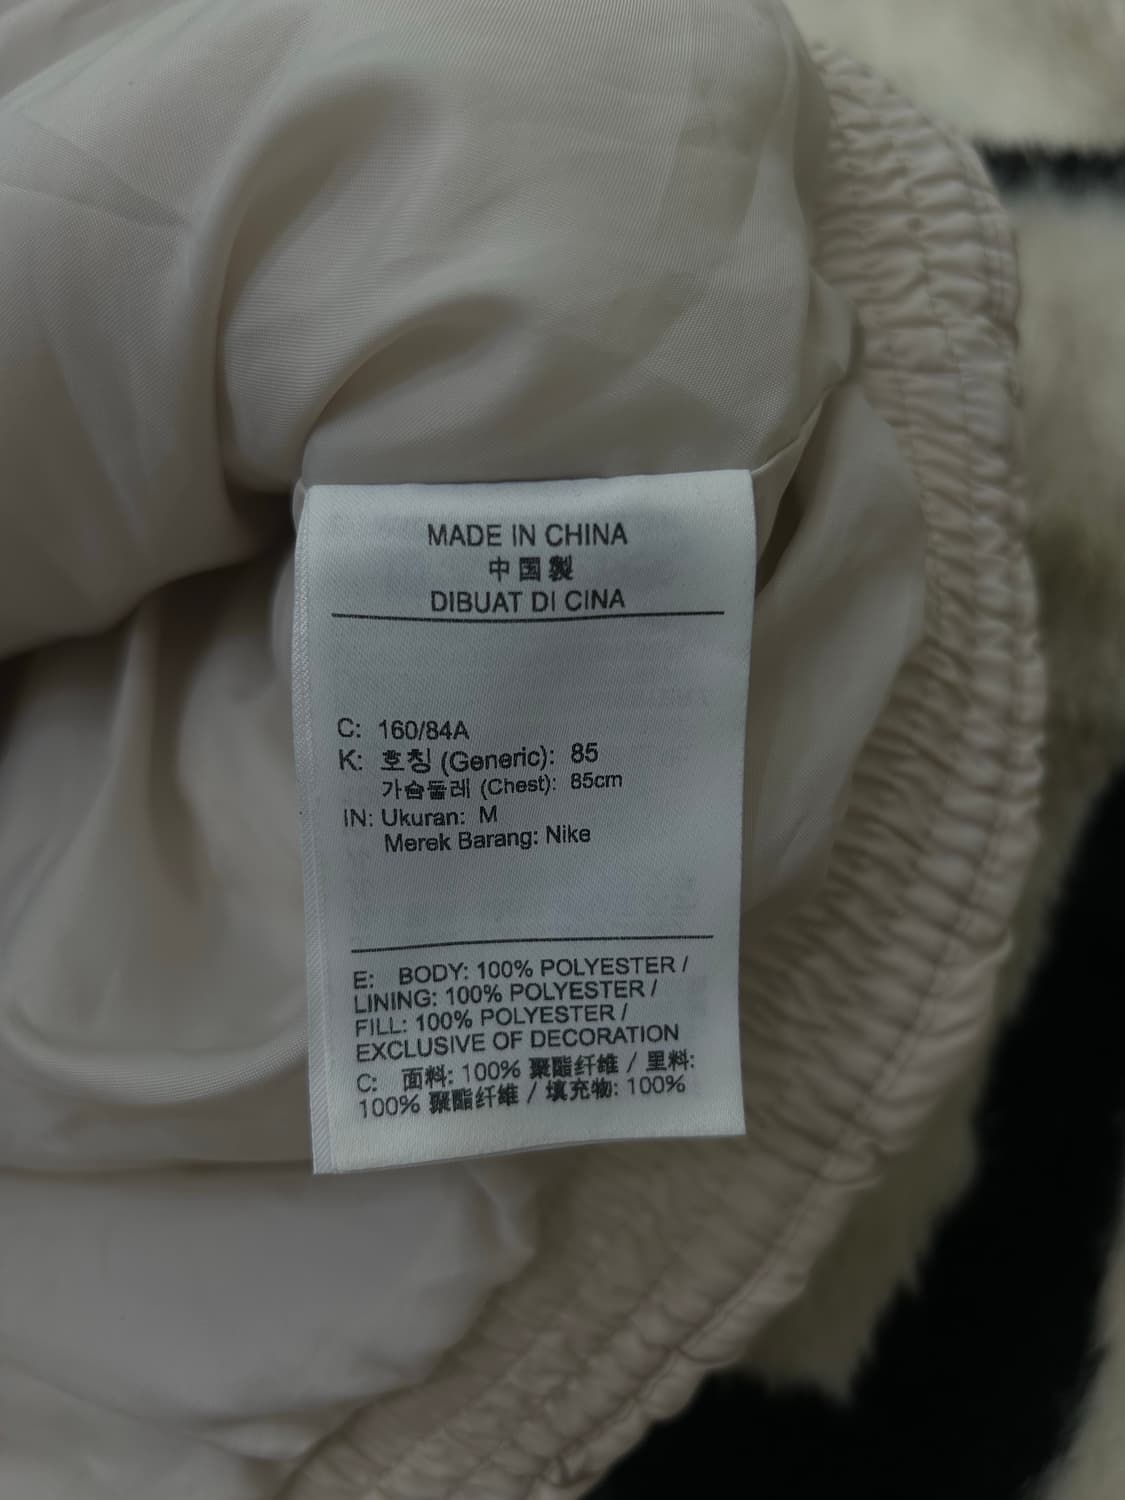 MADE IN CHINA
中国製
DIBUAT DI CINA
C: 160/84A
K: 호칭 (Generic): 85
가슴둘레 (Chest): 85cm
IN: Ukuran: M
Merek Barang: Nike
E: BODY: 100% POLYESTER /
LINING: 100% POLYESTER /
FILL: 100% POLYESTER /
EXCLUSIVE OF DECORATION
C: 面料: 100% 聚酯纤维 / 里料:
100% 聚酯纤维 / 填充物: 100%